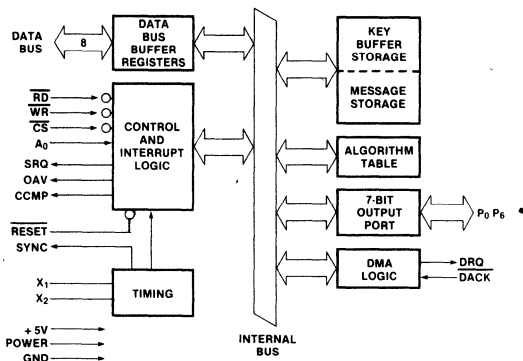 DATA
BUS
8
DATA
BUS
BUFFER
REGISTERS
RD
WR
CS
A0
SRQ
OAV
CCMP
CONTROL
AND
INTERRUPT
LOGIC
RESET
SYNC
X1
X2
TIMING
+ 5V
POWER
GND
INTERNAL
BUS
KEY
BUFFER
STORAGE
MESSAGE
STORAGE
ALGORITHM
TABLE
7-BIT
OUTPUT
PORT
P0 P6
DMA
LOGIC
DRQ
DACK